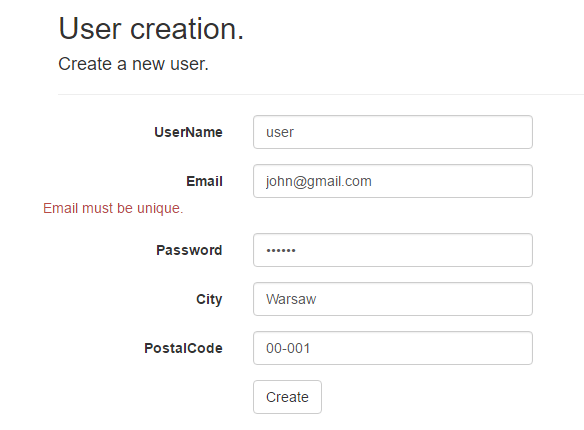 User creation.
Create a new user.
UserName user
Email john@gmail.com
Email must be unique.
Password ••••••
City Warsaw
PostalCode 00-001
Create